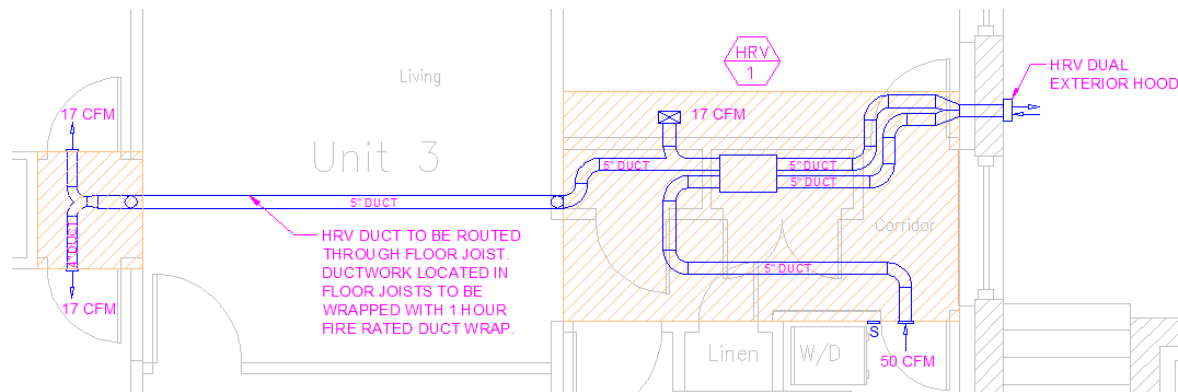 HRV
1
HRV DUAL
EXTERIOR HOOD
Living
17 CFM
17 CFM
Unit 3
5" DUCT
5" DUCT
5" DUCT
5" DUCT
4" DUCT
Corridor
HRV DUCT TO BE ROUTED
THROUGH FLOOR JOIST.
DUCTWORK LOCATED IN
FLOOR JOISTS TO BE
WRAPPED WITH 1 HOUR
FIRE RATED DUCT WRAP.
5" DUCT
17 CFM
S
Linen
W/D
50 CFM